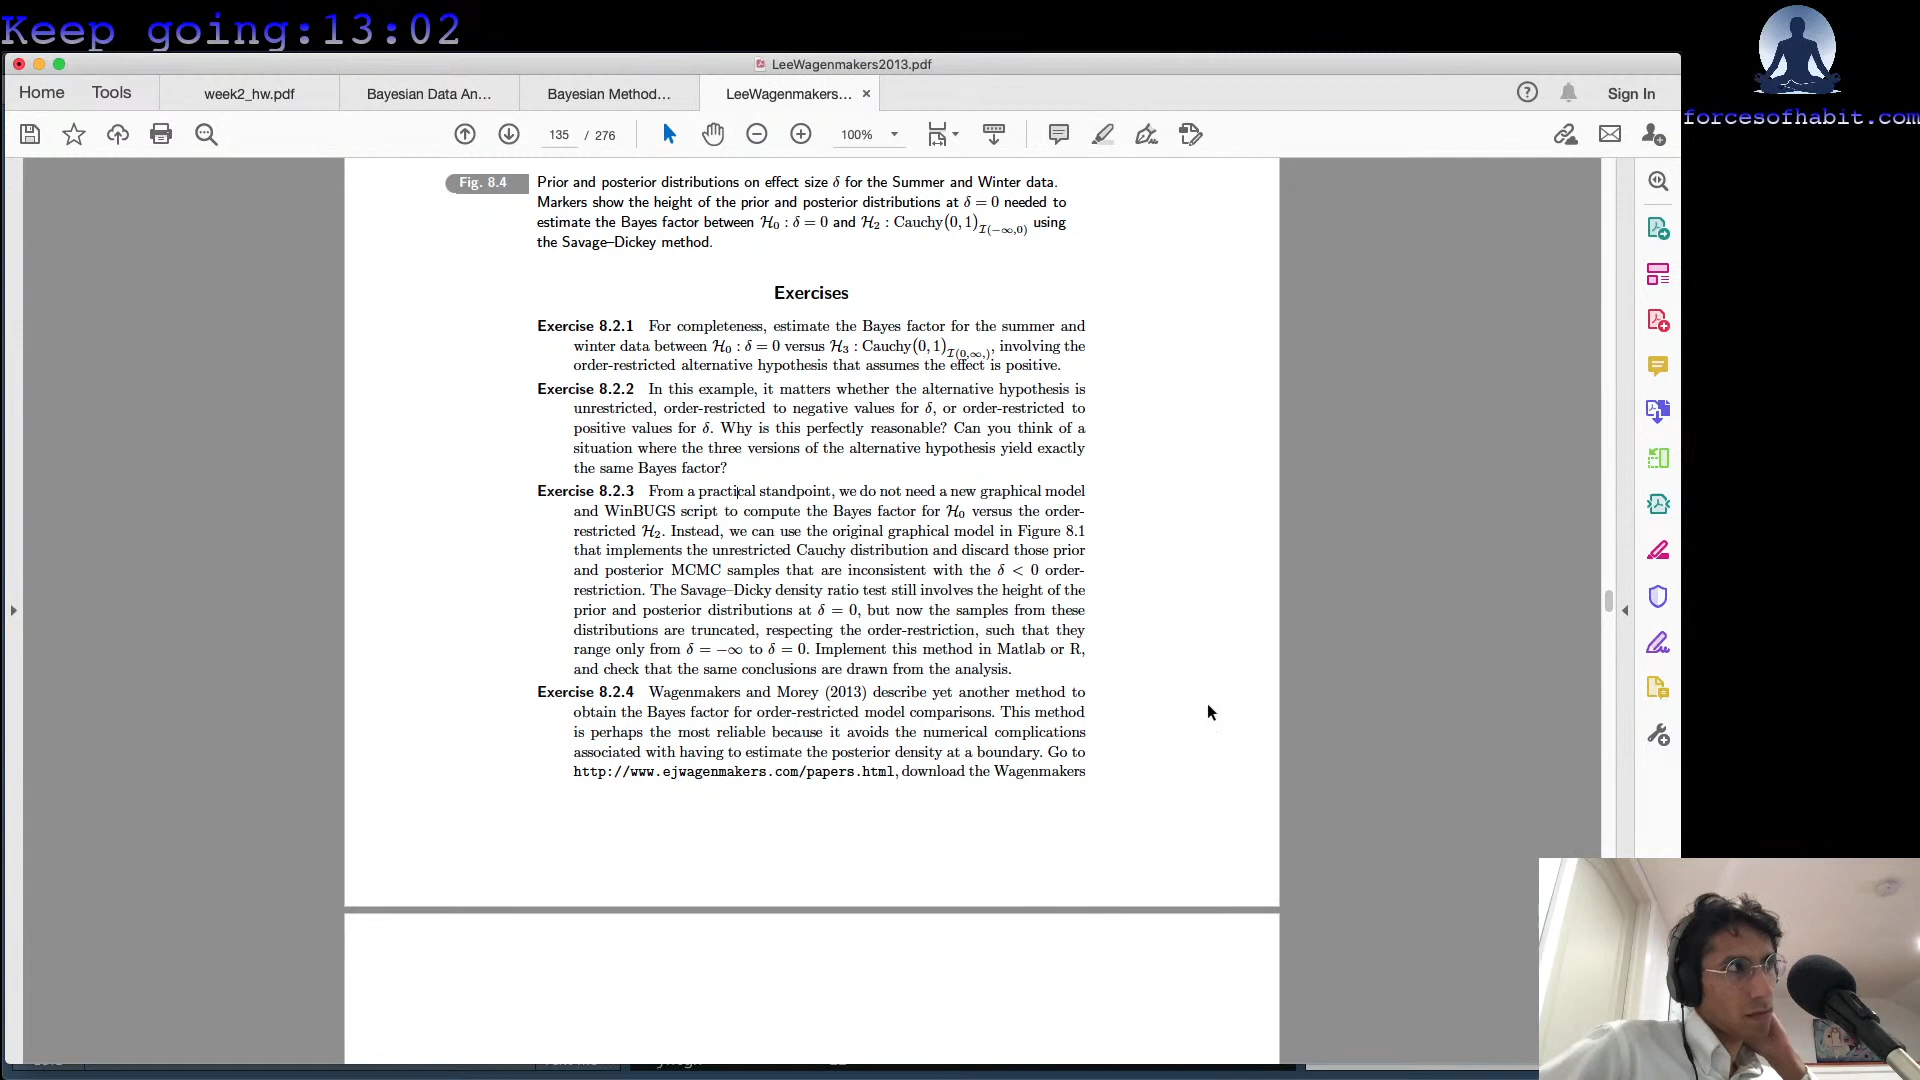 Keep going:13:02
forcesofhabit.com
LeeWagenmakers2013.pdf
Home Tools week2_hw.pdf Bayesian Data An... Bayesian Method... LeeWagenmakers... × Sign In
135 / 276 100%
Fig. 8.4 Prior and posterior distributions on effect size δ for the Summer and Winter data.
Markers show the height of the prior and posterior distributions at δ = 0 needed to
estimate the Bayes factor between H₀ : δ = 0 and H₂ : Cauchy(0, 1)_I(−∞,0) using
the Savage–Dickey method.
Exercises
Exercise 8.2.1 For completeness, estimate the Bayes factor for the summer and
winter data between H₀ : δ = 0 versus H₃ : Cauchy(0, 1)_I(0,∞,), involving the
order-restricted alternative hypothesis that assumes the effect is positive.
Exercise 8.2.2 In this example, it matters whether the alternative hypothesis is
unrestricted, order-restricted to negative values for δ, or order-restricted to
positive values for δ. Why is this perfectly reasonable? Can you think of a
situation where the three versions of the alternative hypothesis yield exactly
the same Bayes factor?
Exercise 8.2.3 From a practical standpoint, we do not need a new graphical model
and WinBUGS script to compute the Bayes factor for H₀ versus the order-
restricted H₂. Instead, we can use the original graphical model in Figure 8.1
that implements the unrestricted Cauchy distribution and discard those prior
and posterior MCMC samples that are inconsistent with the δ < 0 order-
restriction. The Savage–Dicky density ratio test still involves the height of the
prior and posterior distributions at δ = 0, but now the samples from these
distributions are truncated, respecting the order-restriction, such that they
range only from δ = −∞ to δ = 0. Implement this method in Matlab or R,
and check that the same conclusions are drawn from the analysis.
Exercise 8.2.4 Wagenmakers and Morey (2013) describe yet another method to
obtain the Bayes factor for order-restricted model comparisons. This method
is perhaps the most reliable because it avoids the numerical complications
associated with having to estimate the posterior density at a boundary. Go to
http://www.ejwagenmakers.com/papers.html, download the Wagenmakers